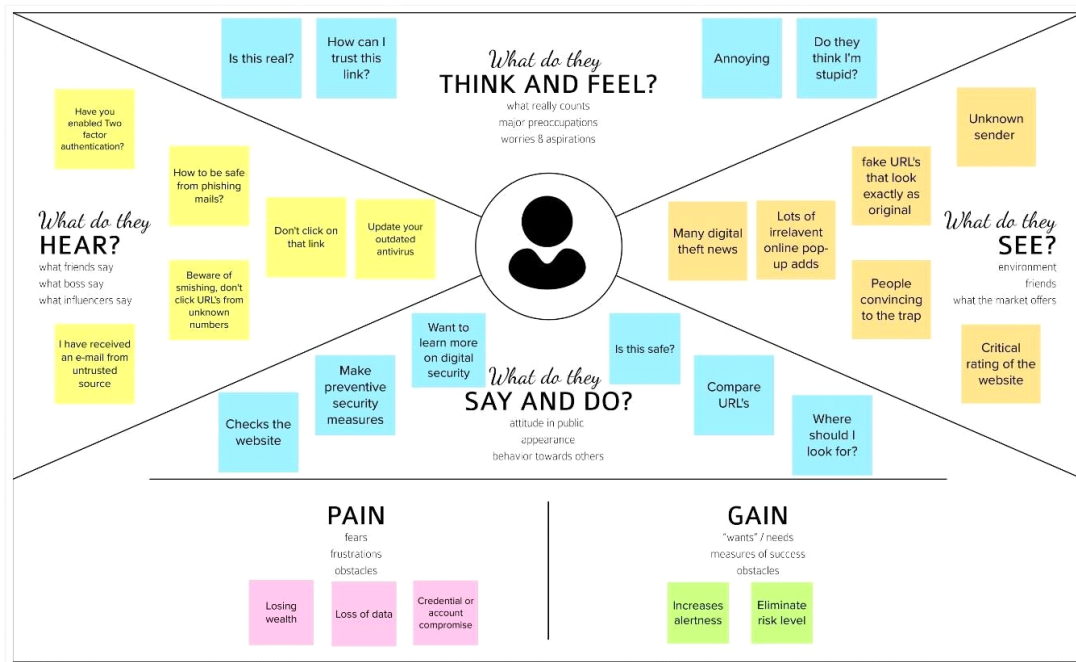 Is this real?
How can I
trust this
link?
What do they
THINK AND FEEL?
what really counts
major preoccupations
worries & aspirations
Annoying
Do they
think I'm
stupid?
Have you
enabled Two
factor
authentication?
How to be safe
from phishing
mails?
Don't click on
that link
Update your
outdated
antivirus
What do they
HEAR?
what friends say
what boss say
what influencers say
Beware of
smishing, don't
click URL's from
unknown
numbers
I have received
an e-mail from
untrusted
source
Unknown
sender
fake URL's
that look
exactly as
original
Many digital
theft news
Lots of
irrelavent
online pop-
up adds
What do they
SEE?
environment
friends
what the market offers
People
convincing
to the trap
Critical
rating of the
website
Want to
learn more
on digital
security
Is this safe?
Make
preventive
security
measures
What do they
SAY AND DO?
attitude in public
appearance
behavior towards others
Compare
URL's
Checks the
website
Where
should I
look for?
PAIN
fears
frustrations
obstacles
Losing
wealth
Loss of data
Credential or
account
compromise
GAIN
"wants" / needs
measures of success
obstacles
Increases
alertness
Eliminate
risk level